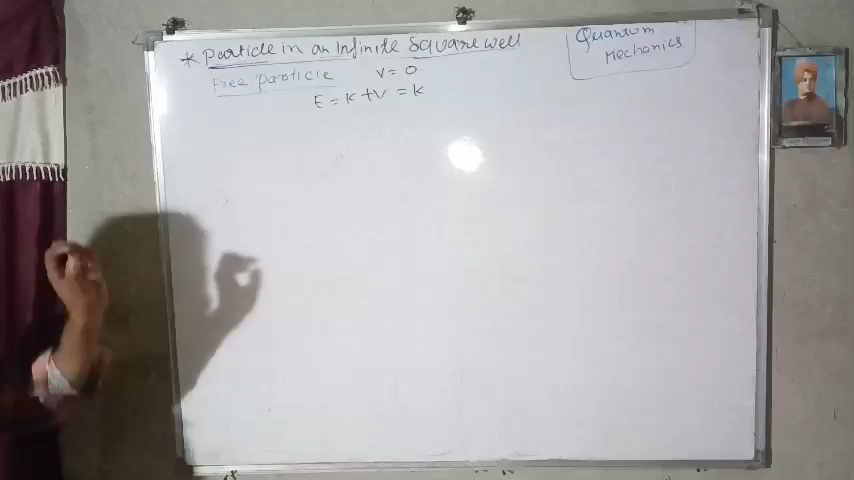 * Particle in an Infinite Square well
Quantum
Mechanics
Free particle V = 0
E = K + V = K